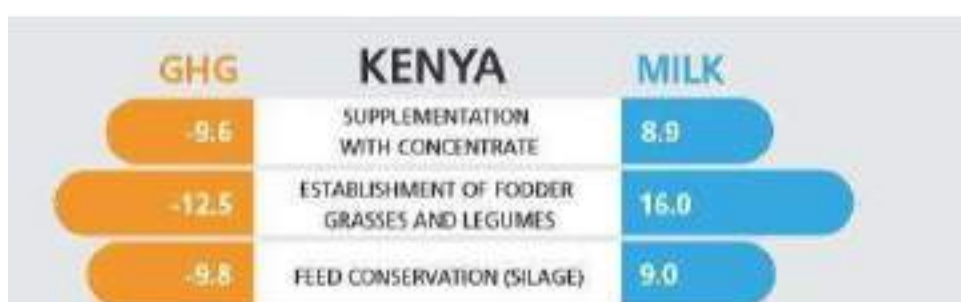 GHG KENYA MILK
-9.6 SUPPLEMENTATION WITH CONCENTRATE 8.9
-12.5 ESTABLISHMENT OF FODDER GRASSES AND LEGUMES 16.0
-9.8 FEED CONSERVATION (SILAGE) 9.0